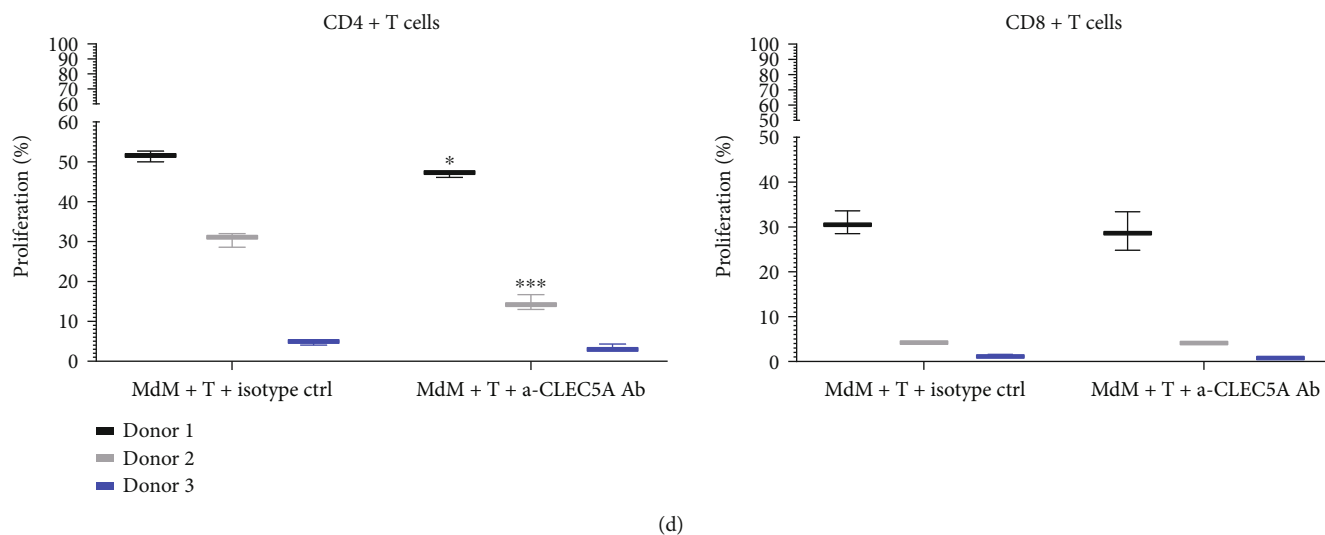 CD4 + T cells
Proliferation (%)
100
90
80
70
60
60
50
40
30
20
10
0
*
***
MdM + T + isotype ctrl
MdM + T + a-CLEC5A Ab
CD8 + T cells
Proliferation (%)
100
90
80
70
60
50
50
40
30
20
10
0
MdM + T + isotype ctrl
MdM + T + a-CLEC5A Ab
Donor 1
Donor 2
Donor 3
(d)